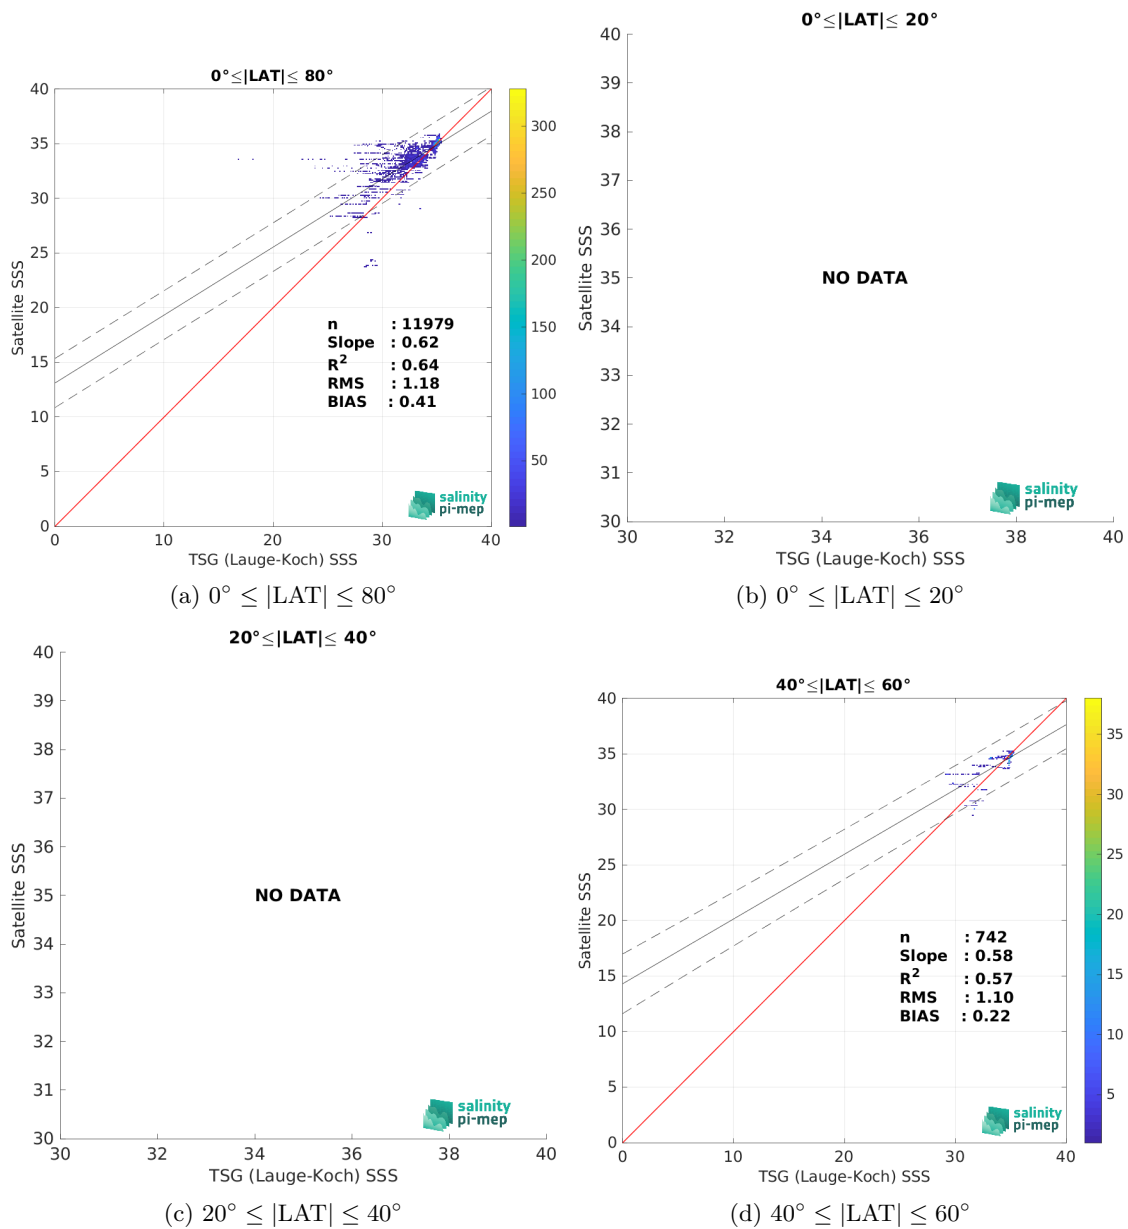 0°≤|LAT|≤ 80°
40
35
30
25
20
15
10
5
0
Satellite SSS
n : 11979
Slope : 0.62
R² : 0.64
RMS : 1.18
BIAS : 0.41
salinity
pi-mep
0 10 20 30 40
TSG (Lauge-Koch) SSS
300
250
200
150
100
50
(a) 0° ≤ |LAT| ≤ 80°
0°≤|LAT|≤ 20°
40
39
38
37
36
35
34
33
32
31
30
Satellite SSS
NO DATA
salinity
pi-mep
30 32 34 36 38 40
TSG (Lauge-Koch) SSS
(b) 0° ≤ |LAT| ≤ 20°
20°≤|LAT|≤ 40°
40
39
38
37
36
35
34
33
32
31
30
Satellite SSS
NO DATA
salinity
pi-mep
30 32 34 36 38 40
TSG (Lauge-Koch) SSS
(c) 20° ≤ |LAT| ≤ 40°
40°≤|LAT|≤ 60°
40
35
30
25
20
15
10
5
0
Satellite SSS
n : 742
Slope : 0.58
R² : 0.57
RMS : 1.10
BIAS : 0.22
salinity
pi-mep
0 10 20 30 40
TSG (Lauge-Koch) SSS
35
30
25
20
15
10
5
(d) 40° ≤ |LAT| ≤ 60°